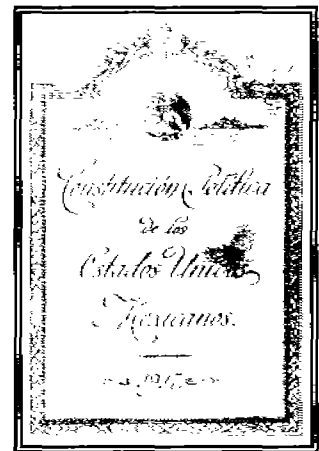 Constitución Política
de los
Estados Unidos
Mexicanos.
1917.